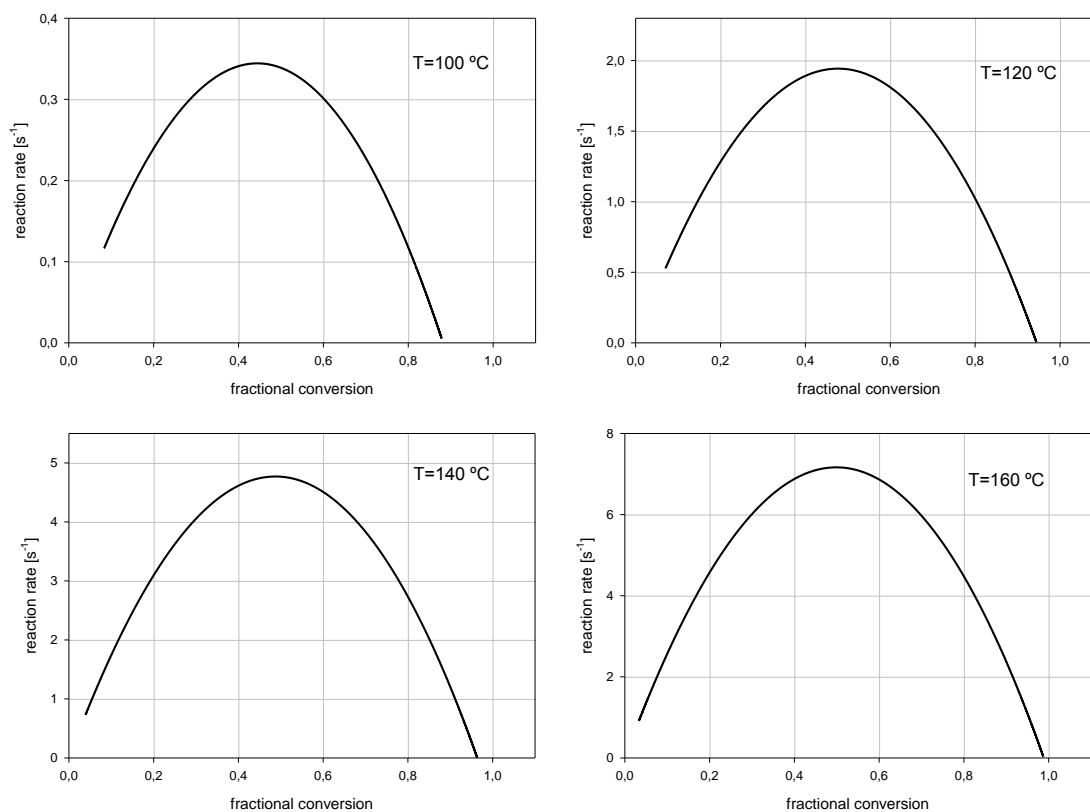 0,4
0,3
0,2
0,1
0,0
reaction rate [s⁻¹]
T=100 ºC
0,0 0,2 0,4 0,6 0,8 1,0
fractional conversion
2,0
1,5
1,0
0,5
0,0
reaction rate [s⁻¹]
T=120 ºC
0,0 0,2 0,4 0,6 0,8 1,0
fractional conversion
5
4
3
2
1
0
reaction rate [s⁻¹]
T=140 ºC
0,0 0,2 0,4 0,6 0,8 1,0
fractional conversion
8
6
4
2
0
reaction rate [s⁻¹]
T=160 ºC
0,0 0,2 0,4 0,6 0,8 1,0
fractional conversion